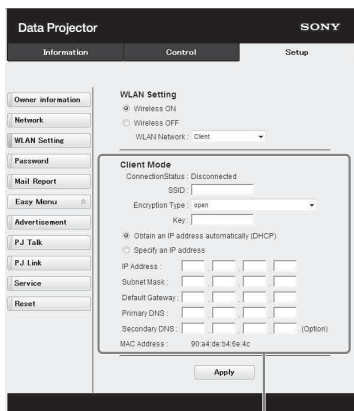 Data Projector
SONY
Information
Control
Setup
Owner information
Network
WLAN Setting
Password
Mail Report
Easy Menu
Advertisement
PJ Talk
PJ Link
Service
Reset
WLAN Setting
Wireless ON
Wireless OFF
WLAN Network : Client
Client Mode
ConnectionStatus : Disconnected
SSID :
Encryption Type : open
Key :
Obtain an IP address automatically (DHCP)
Specify an IP address
IP Address :
Subnet Mask :
Default Gateway :
Primary DNS :
Secondary DNS : (Option)
MAC Address : 90:a4:de:b4:6e:4c
Apply